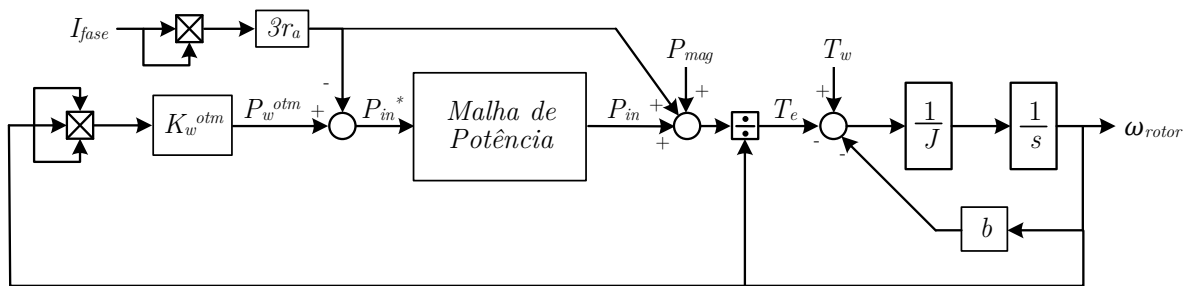 I_fase
3r_a
P_mag
T_w
-
+
+
+
+
K_w^otm
P_w^otm
+
P_in^*
Malha de
Potência
P_in
+
÷
T_e
-
-
1
J
1
s
ω_rotor
b